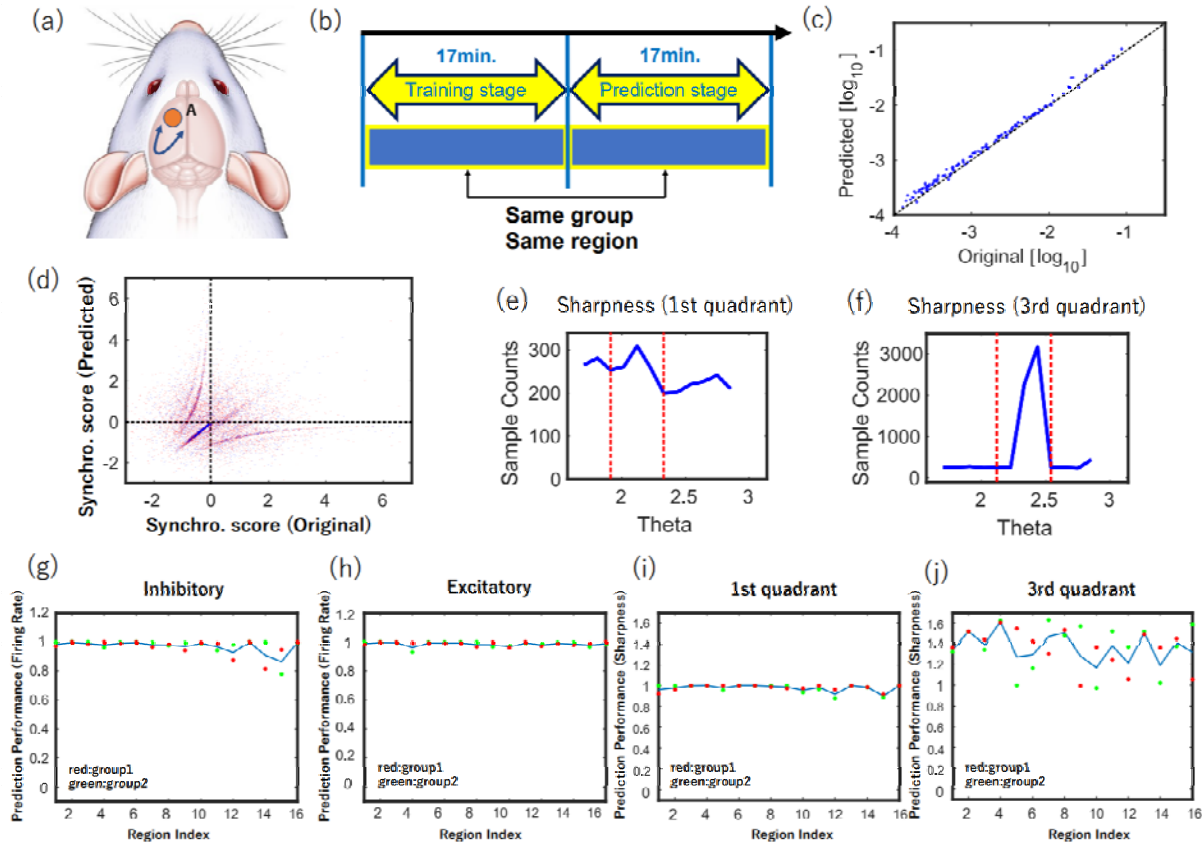 (a)
A
(b)
17min.
17min.
Training stage
Prediction stage
Same group
Same region
(c)
Predicted [log10]
-1
-2
-3
-4
-4
-3
-2
-1
Original [log10]
(d)
Synchro. score (Predicted)
6
4
2
0
-2
-2
0
2
4
6
Synchro. score (Original)
(e)
Sharpness (1st quadrant)
Sample Counts
300
200
100
0
2
2.5
3
Theta
(f)
Sharpness (3rd quadrant)
Sample Counts
3000
2000
1000
0
2
2.5
3
Theta
(g)
Inhibitory
Prediction Performance (Firing Rate)
1.2
1
0.8
0.6
0.4
0.2
0
red:group1
green:group2
2
4
6
8
10
12
14
16
Region Index
(h)
Excitatory
Prediction Performance (Firing Rate)
1.2
1
0.8
0.6
0.4
0.2
0
red:group1
green:group2
2
4
6
8
10
12
14
16
Region Index
(i)
1st quadrant
Prediction Performance (Sharpness)
1.6
1.4
1.2
1
0.8
0.6
0.4
0.2
0
red:group1
green:group2
2
4
6
8
10
12
14
16
Region Index
(j)
3rd quadrant
Prediction Performance (Sharpness)
1.6
1.4
1.2
1
0.8
0.6
0.4
0.2
0
red:group1
green:group2
2
4
6
8
10
12
14
16
Region Index